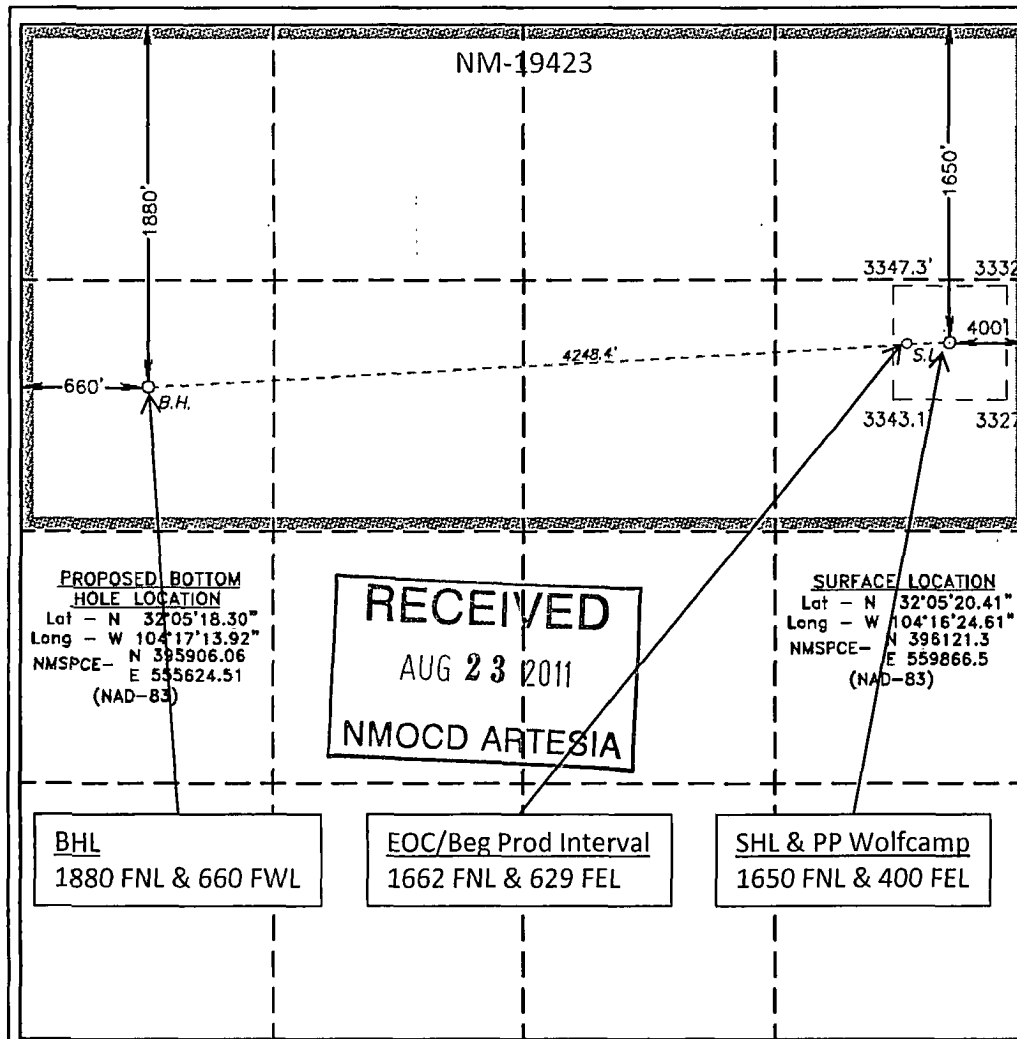 NM-19423
1880'
1650'
3347.3' 3332
400'
4248.4'
S.L.
660'
B.H.
3343.1' 3327
PROPOSED BOTTOM
HOLE LOCATION
Lat - N 32°05'18.30"
Long - W 104°17'13.92"
NMSPCE- N 395906.06
E 555624.51
(NAD-83)
RECEIVED
AUG 23 2011
NMOCD ARTESIA
SURFACE LOCATION
Lat - N 32°05'20.41"
Long - W 104°16'24.61"
NMSPCE- N 396121.3
E 559866.5
(NAD-83)
BHL
1880 FNL & 660 FWL
EOC/Beg Prod Interval
1662 FNL & 629 FEL
SHL & PP Wolfcamp
1650 FNL & 400 FEL